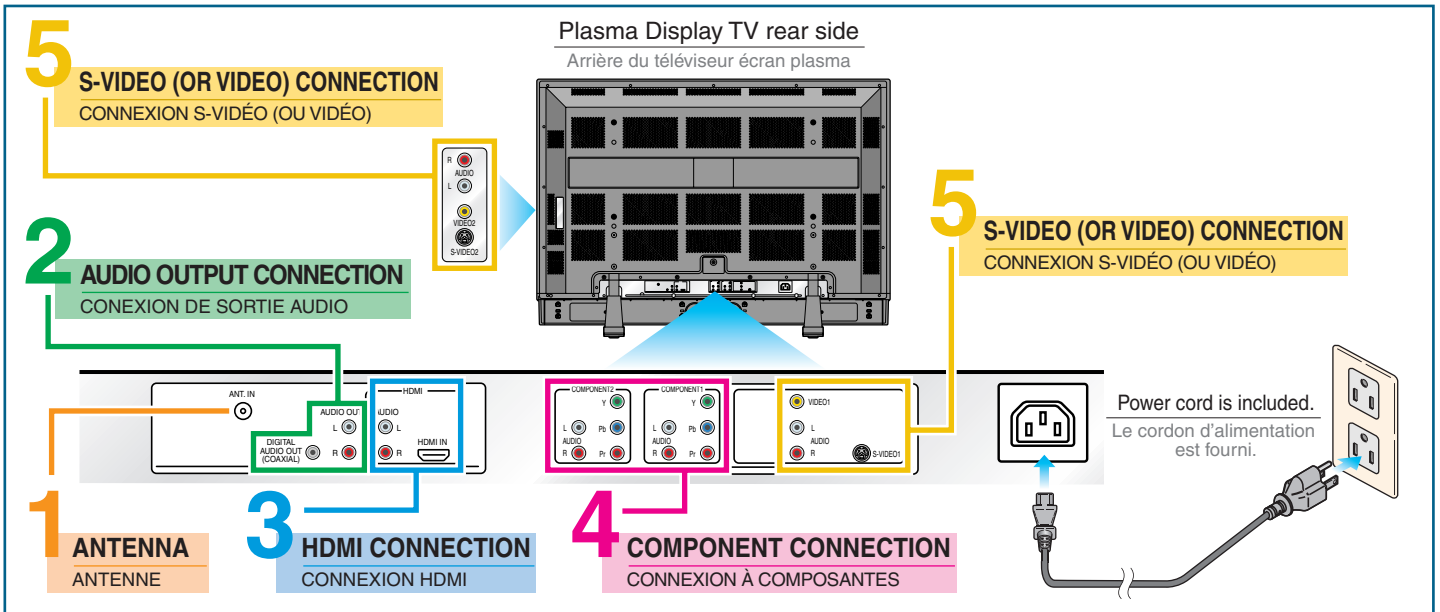 Plasma Display TV rear side
Arrière du téléviseur écran plasma
5
S-VIDEO (OR VIDEO) CONNECTION
CONNEXION S-VIDÉO (OU VIDÉO)
R
AUDIO
L
VIDEO2
S-VIDEO2
5
S-VIDEO (OR VIDEO) CONNECTION
CONNEXION S-VIDÉO (OU VIDÉO)
2
AUDIO OUTPUT CONNECTION
CONEXION DE SORTIE AUDIO
ANT. IN
AUDIO OUT
L
DIGITAL
AUDIO OUT
(COAXIAL)
R
HDMI
AUDIO
L
HDMI IN
R
COMPONENT2
Y
L
Pb
AUDIO
R
Pr
COMPONENT1
Y
L
Pb
AUDIO
R
Pr
VIDEO1
L
AUDIO
R
S-VIDEO1
Power cord is included.
Le cordon d'alimentation
est fourni.
1
ANTENNA
ANTENNE
3
HDMI CONNECTION
CONNEXION HDMI
4
COMPONENT CONNECTION
CONNEXION À COMPOSANTES